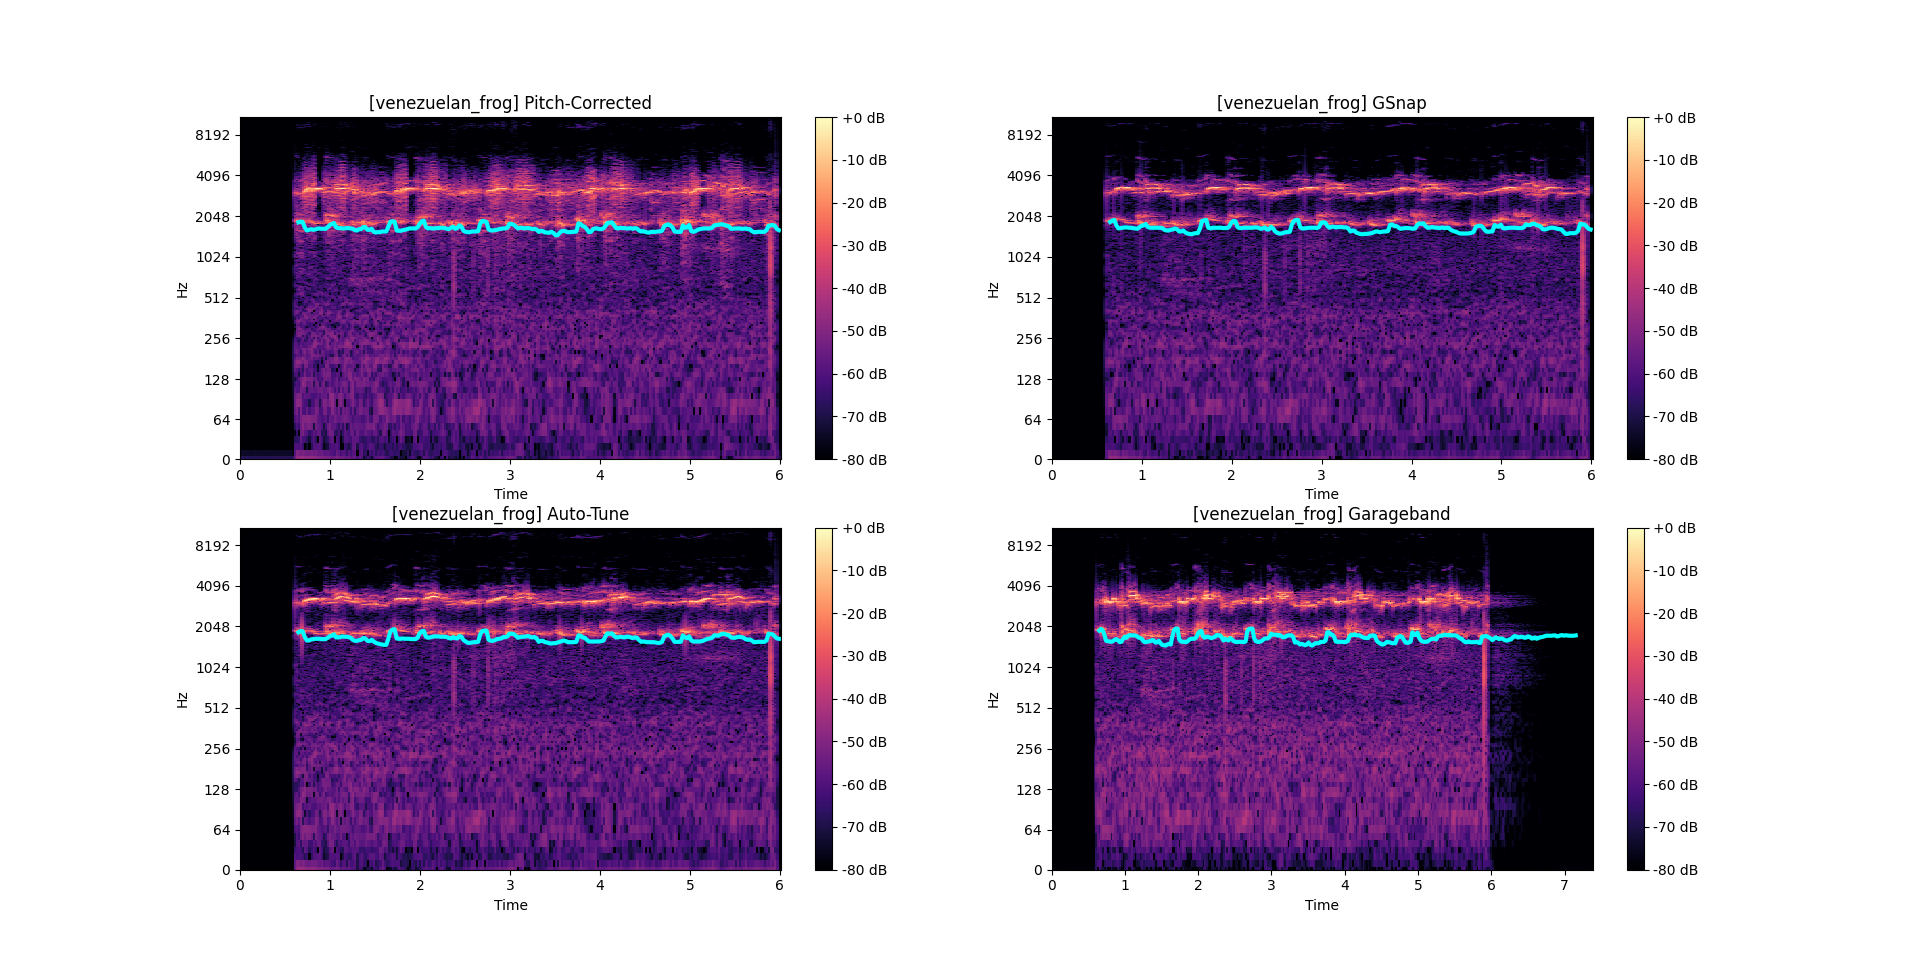 [venezuelan_frog] Pitch-Corrected
8192
4096
2048
1024
512
256
128
64
0
Hz
0 1 2 3 4 5 6
Time
+0 dB
-10 dB
-20 dB
-30 dB
-40 dB
-50 dB
-60 dB
-70 dB
-80 dB
[venezuelan_frog] GSnap
8192
4096
2048
1024
512
256
128
64
0
Hz
0 1 2 3 4 5 6
Time
+0 dB
-10 dB
-20 dB
-30 dB
-40 dB
-50 dB
-60 dB
-70 dB
-80 dB
[venezuelan_frog] Auto-Tune
8192
4096
2048
1024
512
256
128
64
0
Hz
0 1 2 3 4 5 6
Time
+0 dB
-10 dB
-20 dB
-30 dB
-40 dB
-50 dB
-60 dB
-70 dB
-80 dB
[venezuelan_frog] Garageband
8192
4096
2048
1024
512
256
128
64
0
Hz
0 1 2 3 4 5 6 7
Time
+0 dB
-10 dB
-20 dB
-30 dB
-40 dB
-50 dB
-60 dB
-70 dB
-80 dB